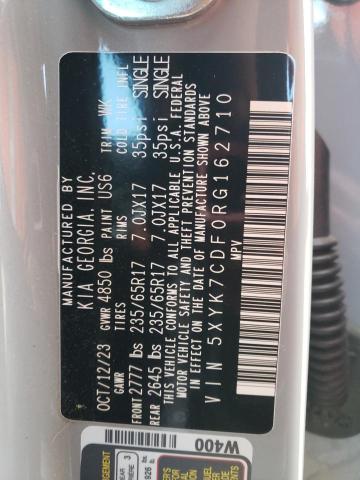 MANUFACTURED BY
KIA GEORGIA, INC.
OCT/12/23 GVWR 4850 lbs PAINT US6 TRIM WK
GAWR TIRES RIMS COLD TIRE INFL
FRONT 2777 lbs 235/65R17 7.0JX17 35psi SINGLE
REAR 2645 lbs 235/65R17 7.0JX17 35psi SINGLE
THIS VEHICLE CONFORMS TO ALL APPLICABLE U.S.A. FEDERAL
MOTOR VEHICLE SAFETY AND THEFT PREVENTION STANDARDS
IN EFFECT ON THE DATE OF MANUFACTURE SHOWN ABOVE
VIN 5XYK7CDF0RG162710
MPV
W400
3
926